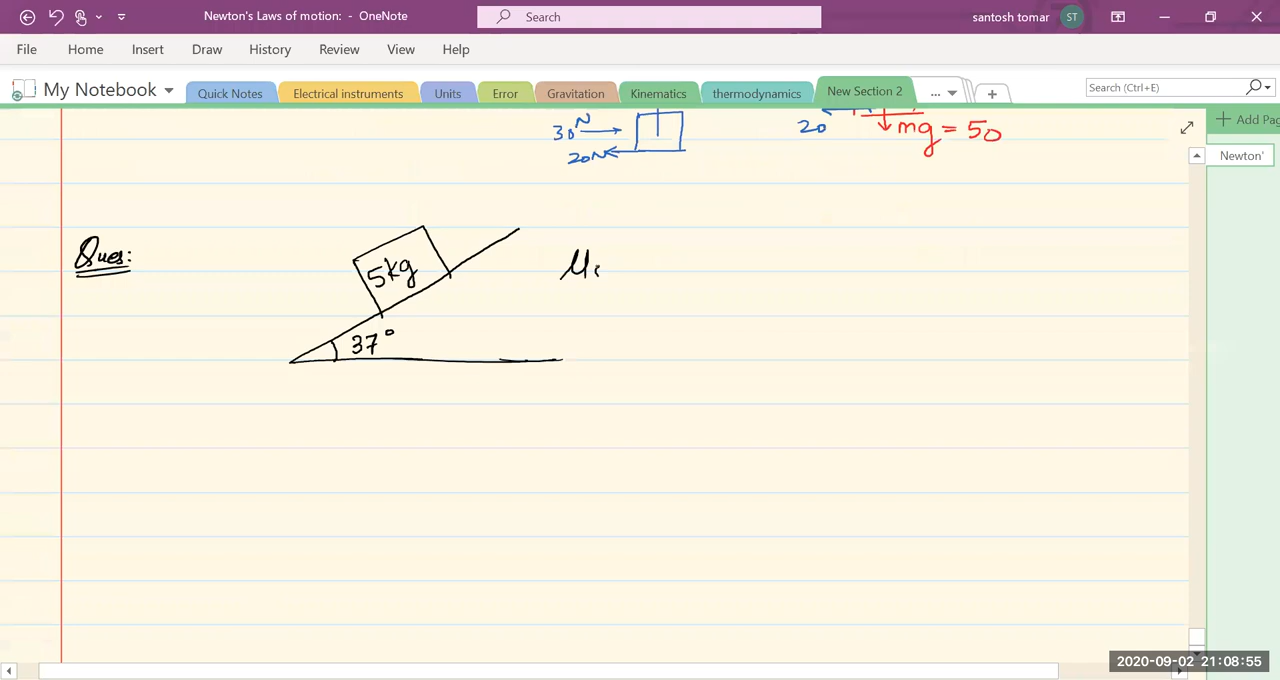 Newton's Laws of motion: - OneNote
Search
santosh tomar
ST
File Home Insert Draw History Review View Help
My Notebook
Quick Notes Electrical instruments Units Error Gravitation Kinematics thermodynamics New Section 2 ...
Search (Ctrl+E)
Add Pag
Newton'
30N
20N
20
mg = 50
Ques:
5kg
37°
2020-09-02 21:08:55